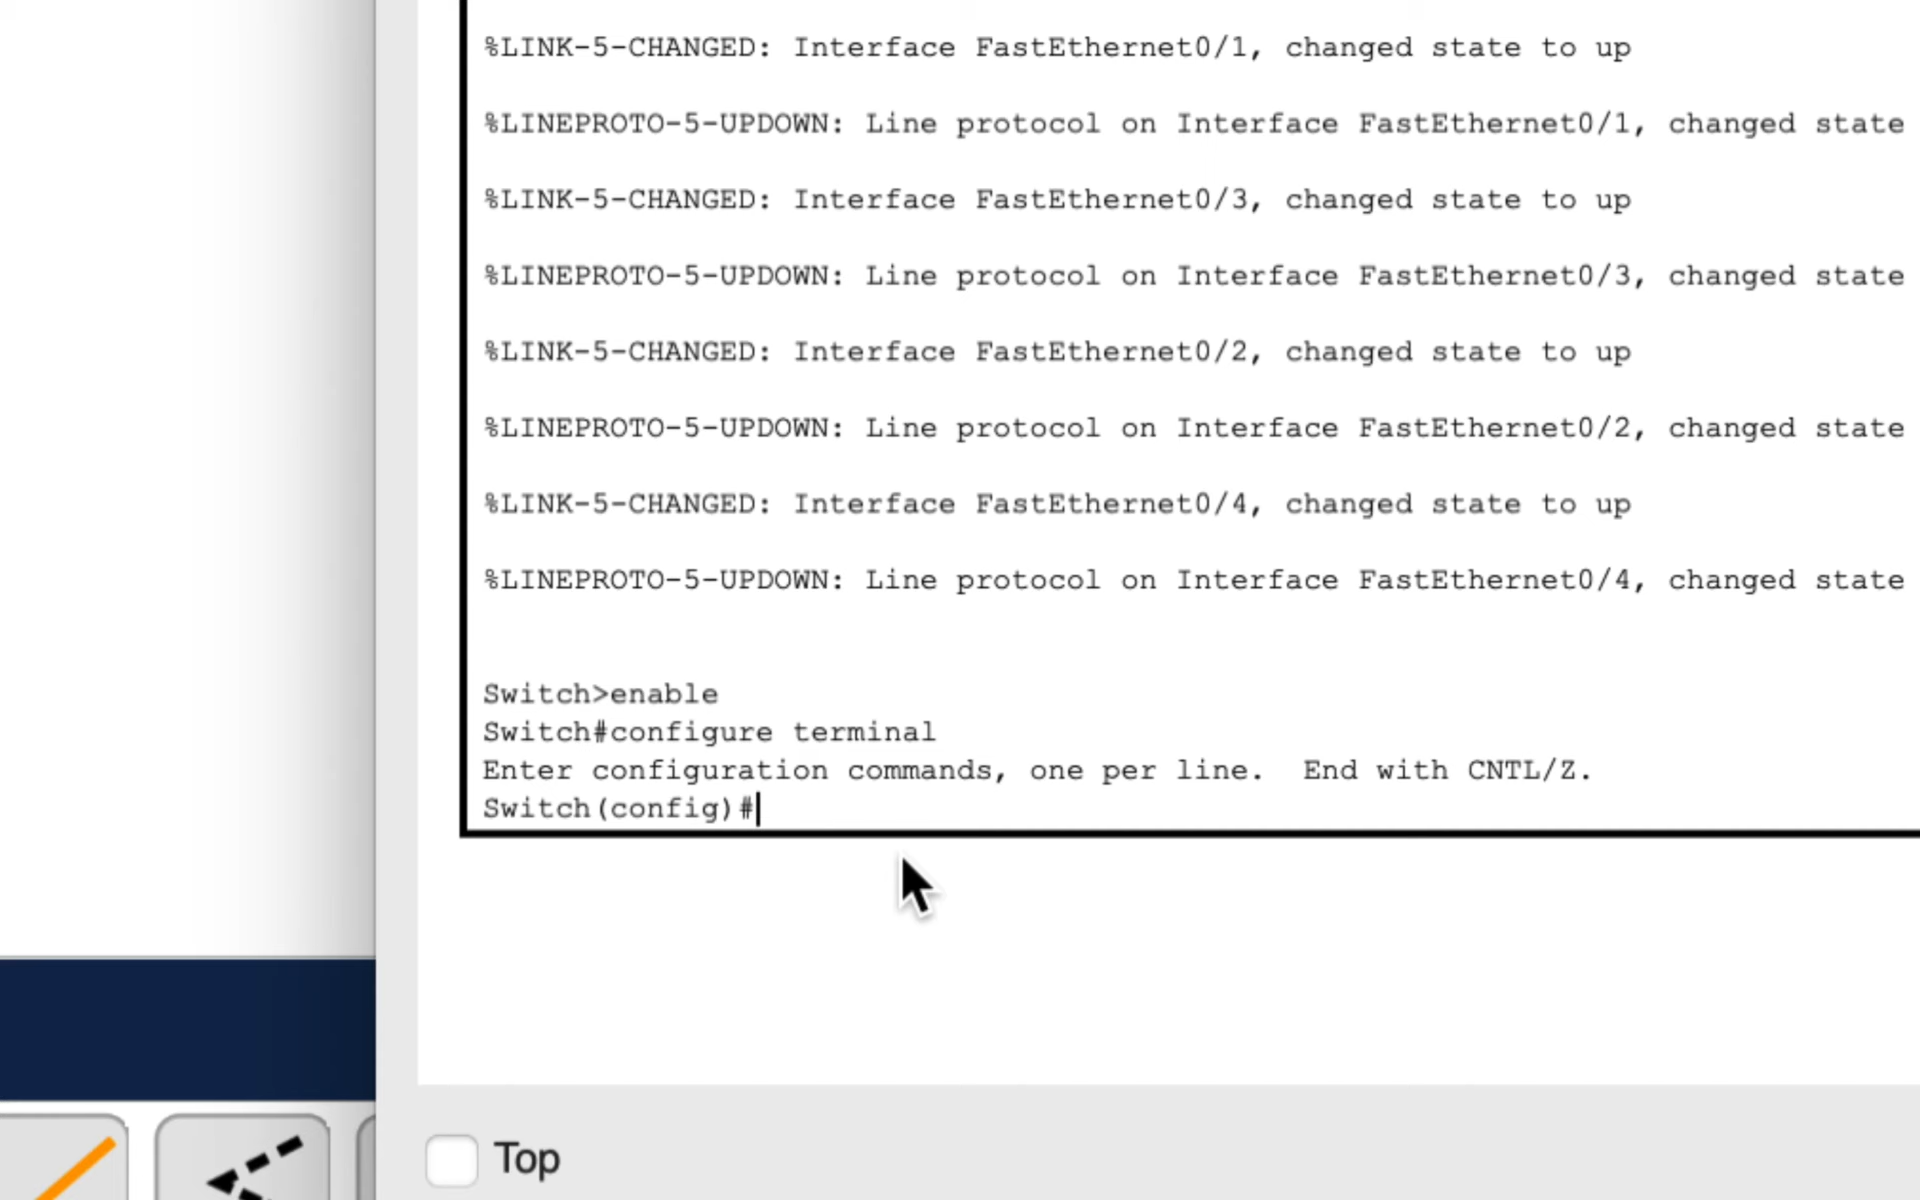 %LINK-5-CHANGED: Interface FastEthernet0/1, changed state to up
%LINEPROTO-5-UPDOWN: Line protocol on Interface FastEthernet0/1, changed state
%LINK-5-CHANGED: Interface FastEthernet0/3, changed state to up
%LINEPROTO-5-UPDOWN: Line protocol on Interface FastEthernet0/3, changed state
%LINK-5-CHANGED: Interface FastEthernet0/2, changed state to up
%LINEPROTO-5-UPDOWN: Line protocol on Interface FastEthernet0/2, changed state
%LINK-5-CHANGED: Interface FastEthernet0/4, changed state to up
%LINEPROTO-5-UPDOWN: Line protocol on Interface FastEthernet0/4, changed state
Switch>enable
Switch#configure terminal
Enter configuration commands, one per line.  End with CNTL/Z.
Switch(config)#
Top